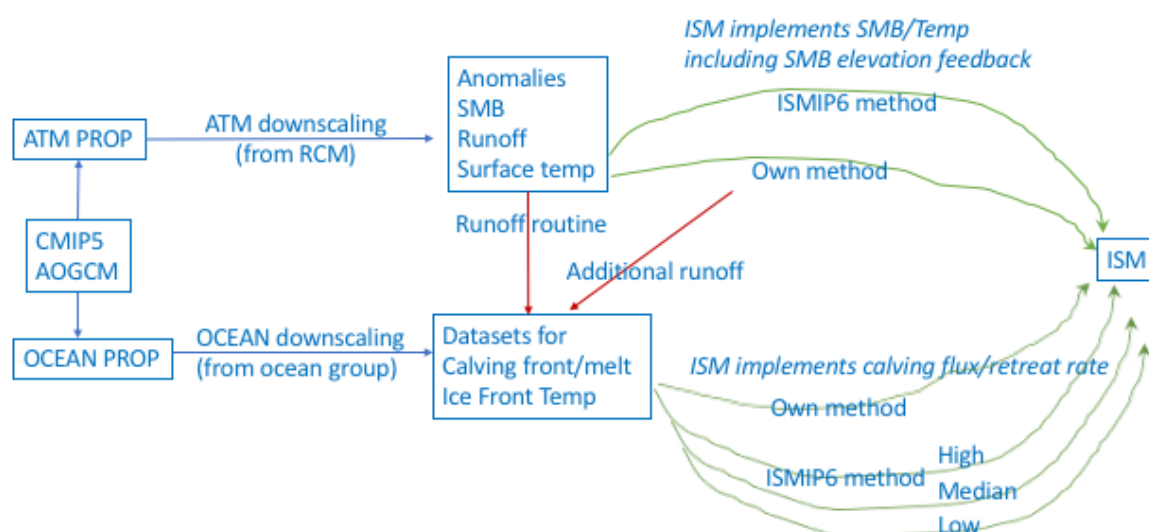 ISM implements SMB/Temp
including SMB elevation feedback
ISMIP6 method
Own method
Anomalies
SMB
Runoff
Surface temp
ATM PROP
ATM downscaling
(from RCM)
Runoff routine
Additional runoff
CMIP5
AOGCM
ISM
OCEAN PROP
OCEAN downscaling
(from ocean group)
Datasets for
Calving front/melt
Ice Front Temp
ISM implements calving flux/retreat rate
Own method
ISMIP6 method
High
Median
Low